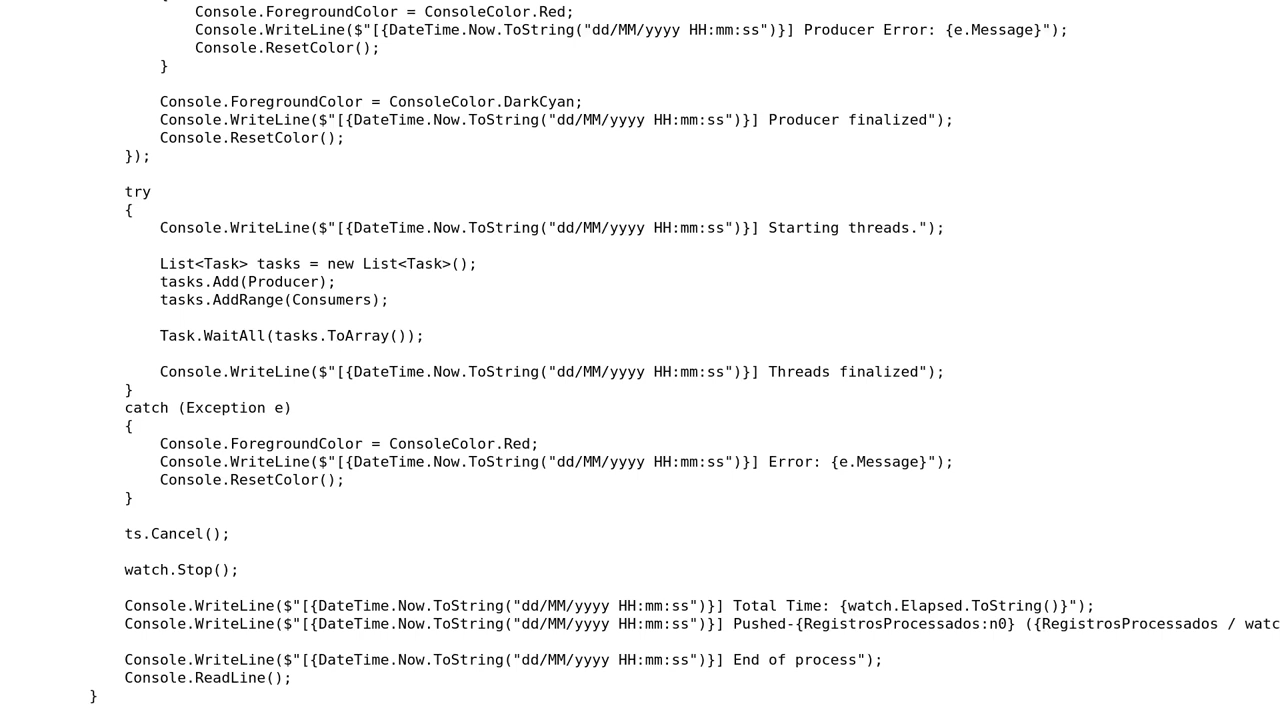 {
Console.ForegroundColor = ConsoleColor.Red;
Console.WriteLine($"[{DateTime.Now.ToString("dd/MM/yyyy HH:mm:ss")}] Producer Error: {e.Message}");
Console.ResetColor();
}
Console.ForegroundColor = ConsoleColor.DarkCyan;
Console.WriteLine($"[{DateTime.Now.ToString("dd/MM/yyyy HH:mm:ss")}] Producer finalized");
Console.ResetColor();
});
try
{
Console.WriteLine($"[{DateTime.Now.ToString("dd/MM/yyyy HH:mm:ss")}] Starting threads.");
List<Task> tasks = new List<Task>();
tasks.Add(Producer);
tasks.AddRange(Consumers);
Task.WaitAll(tasks.ToArray());
Console.WriteLine($"[{DateTime.Now.ToString("dd/MM/yyyy HH:mm:ss")}] Threads finalized");
}
catch (Exception e)
{
Console.ForegroundColor = ConsoleColor.Red;
Console.WriteLine($"[{DateTime.Now.ToString("dd/MM/yyyy HH:mm:ss")}] Error: {e.Message}");
Console.ResetColor();
}
ts.Cancel();
watch.Stop();
Console.WriteLine($"[{DateTime.Now.ToString("dd/MM/yyyy HH:mm:ss")}] Total Time: {watch.Elapsed.ToString()}");
Console.WriteLine($"[{DateTime.Now.ToString("dd/MM/yyyy HH:mm:ss")}] Pushed-{RegistrosProcessados:n0} ({RegistrosProcessados / watc
Console.WriteLine($"[{DateTime.Now.ToString("dd/MM/yyyy HH:mm:ss")}] End of process");
Console.ReadLine();
}